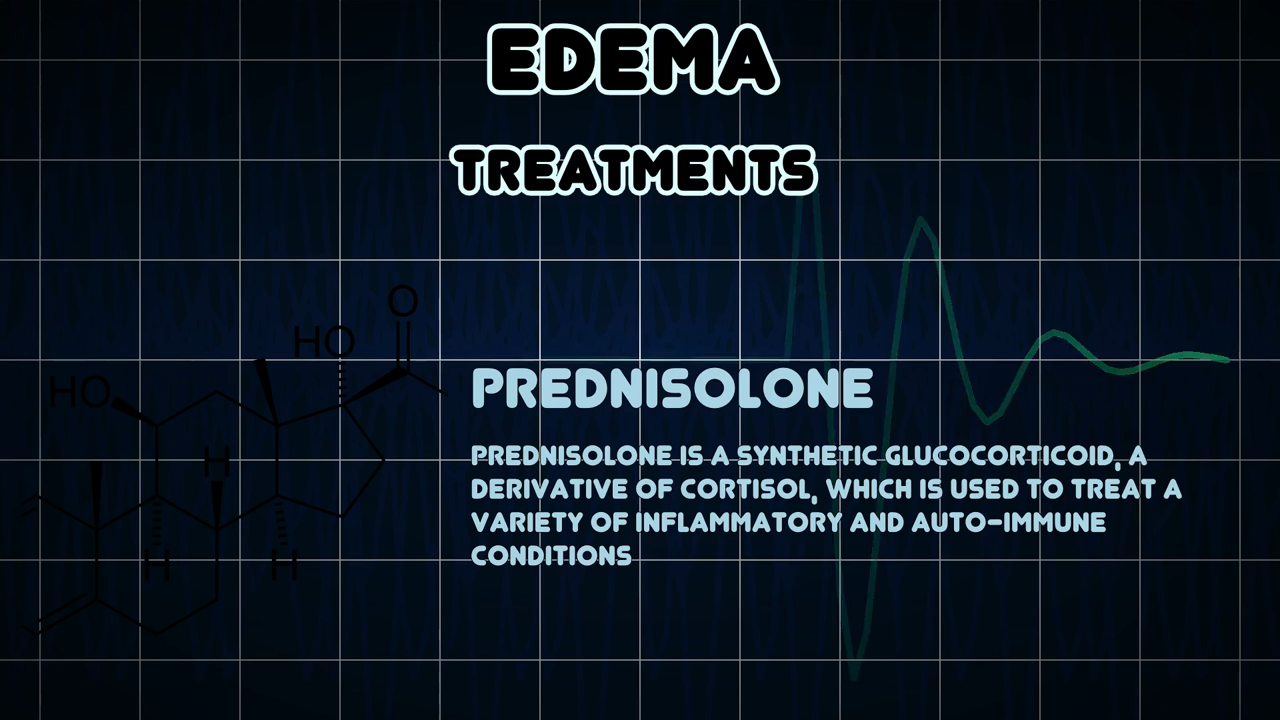 EDEMA
TREATMENTS
O
HO
HO
H
H
H
PREDNISOLONE
PREDNISOLONE IS A SYNTHETIC GLUCOCORTICOID, A
DERIVATIVE OF CORTISOL, WHICH IS USED TO TREAT A
VARIETY OF INFLAMMATORY AND AUTO-IMMUNE
CONDITIONS